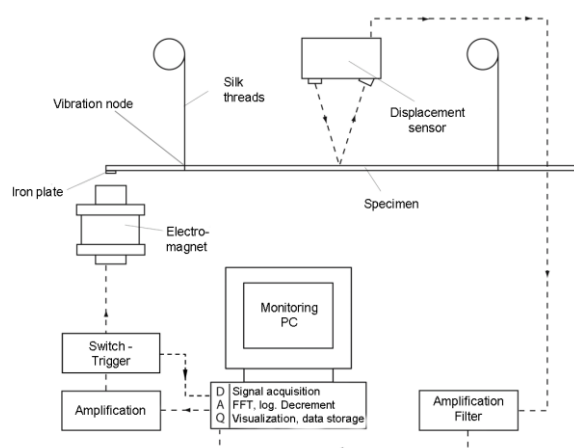 Silk
threads
Vibration node
Displacement
sensor
Iron plate
Specimen
Electro-
magnet
Monitoring
PC
Switch -
Trigger
D Signal acquisition
A FFT, log. Decrement
Q Visualization, data storage
Amplification
Amplification
Filter